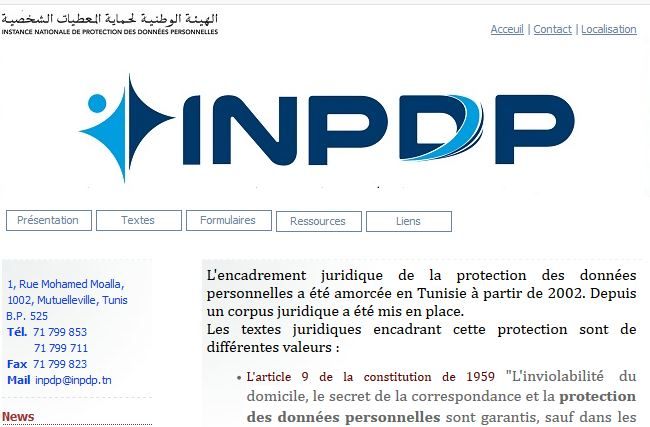 الهيئة الوطنية لحماية المعطيات الشخصية
INSTANCE NATIONALE DE PROTECTION DES DONNÉES PERSONNELLES
Acceuil | Contact | Localisation
INPDP
Présentation Textes Formulaires Ressources Liens
1, Rue Mohamed Moalla,
1002, Mutuelleville, Tunis
B.P. 525
Tél. 71 799 853
71 799 711
Fax 71 799 823
Mail inpdp@inpdp.tn
News
L'encadrement juridique de la protection des données
personnelles a été amorcée en Tunisie à partir de 2002. Depuis
un corpus juridique a été mis en place.
Les textes juridiques encadrant cette protection sont de
différentes valeurs :
• L'article 9 de la constitution de 1959 "L'inviolabilité du
domicile, le secret de la correspondance et la protection
des données personnelles sont garantis, sauf dans les